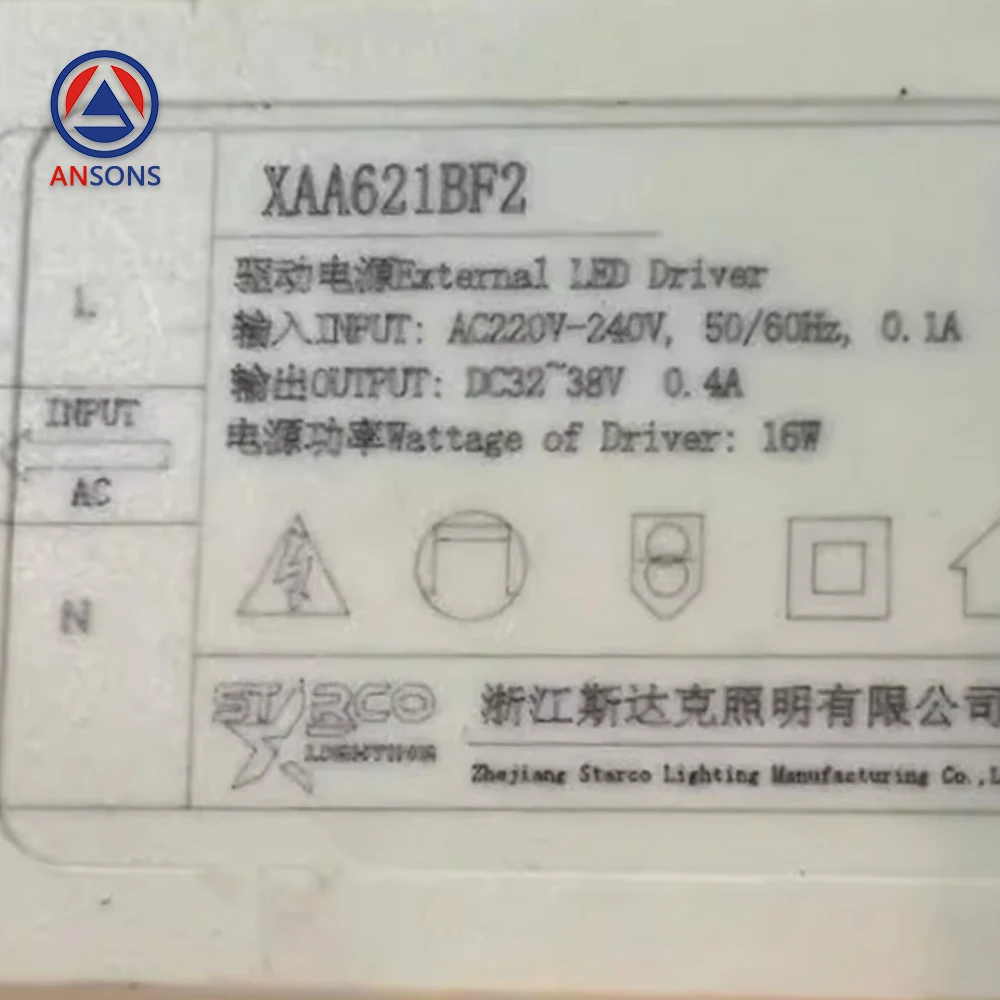 ANSONS
XAA621BF2
驱动电源External LED Driver
输入INPUT: AC220V-240V, 50/60Hz, 0.1A
输出OUTPUT: DC32~38V 0.4A
电源功率Wattage of Driver: 16W
L
INPUT
AC
N
STARCO
LIGHTING
浙江斯达克照明有限公司
Zhejiang Starco Lighting Manufacturing Co.,L